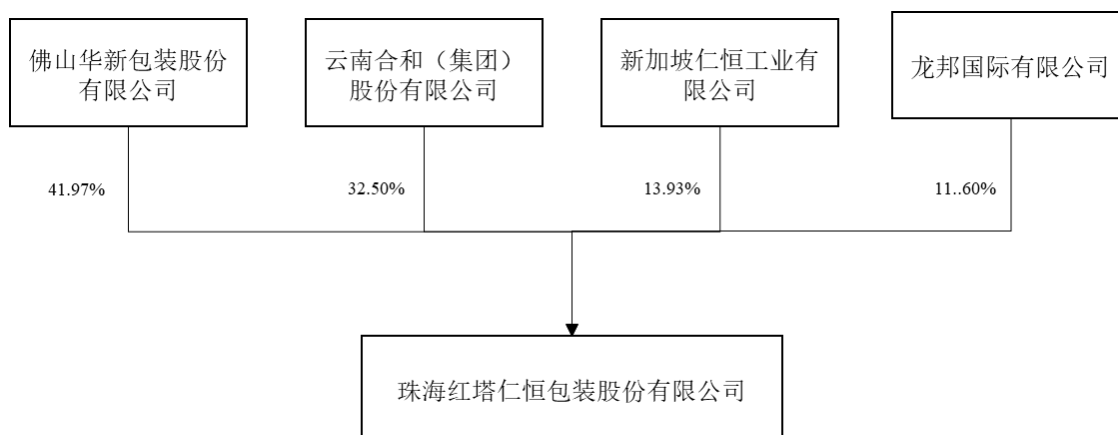 佛山华新包装股份
有限公司
云南合和（集团）
股份有限公司
新加坡仁恒工业有
限公司
龙邦国际有限公司
41.97%
32.50%
13.93%
11..60%
珠海红塔仁恒包装股份有限公司